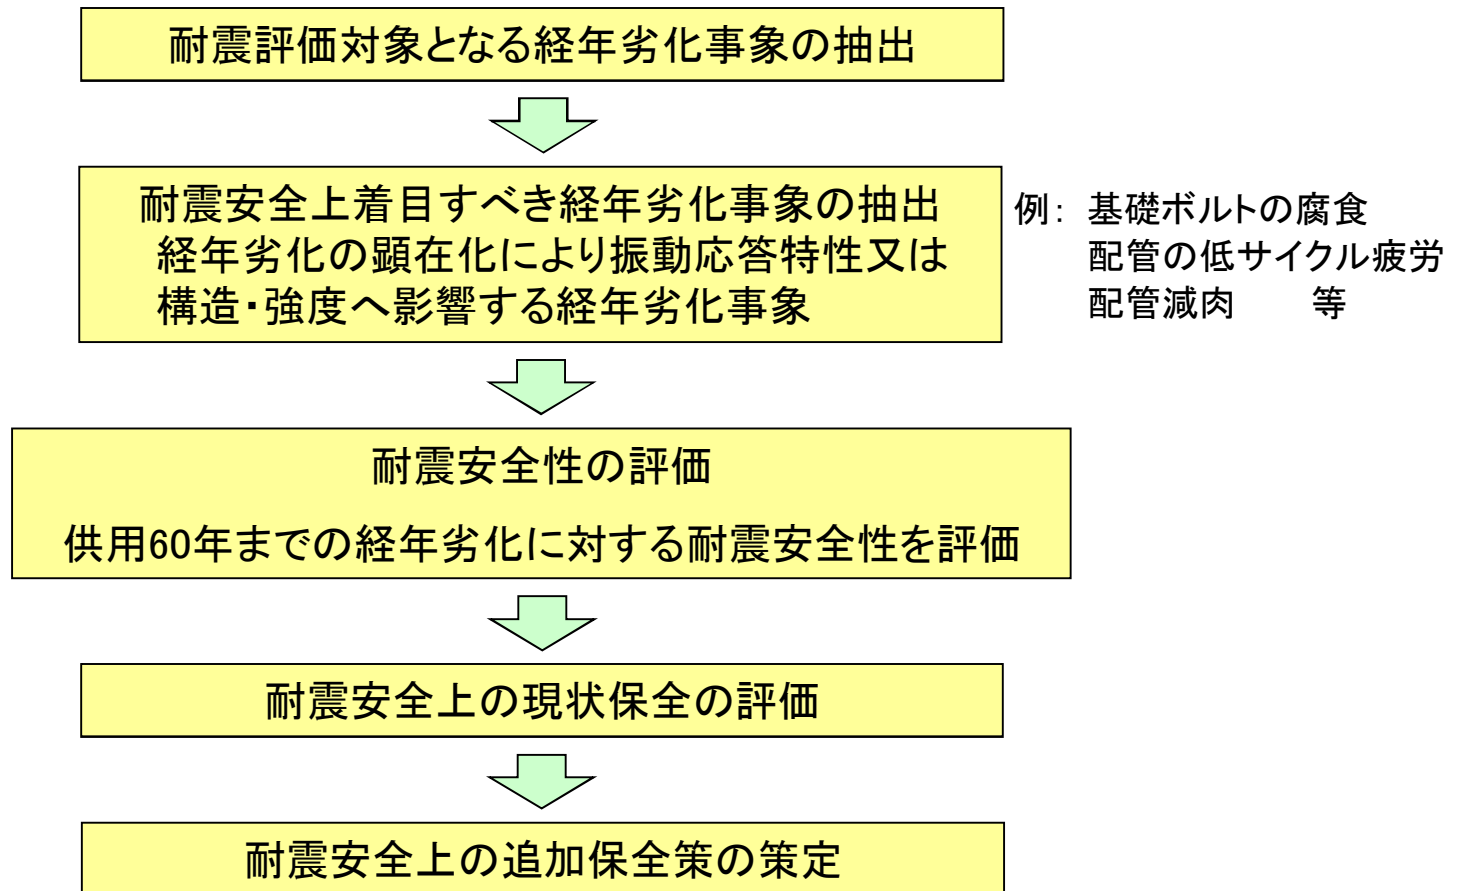 耐震評価対象となる経年劣化事象の抽出
耐震安全上着目すべき経年劣化事象の抽出
経年劣化の顕在化により振動応答特性又は
構造・強度へ影響する経年劣化事象
例: 基礎ボルトの腐食
配管の低サイクル疲労
配管減肉　　等
耐震安全性の評価
供用60年までの経年劣化に対する耐震安全性を評価
耐震安全上の現状保全の評価
耐震安全上の追加保全策の策定